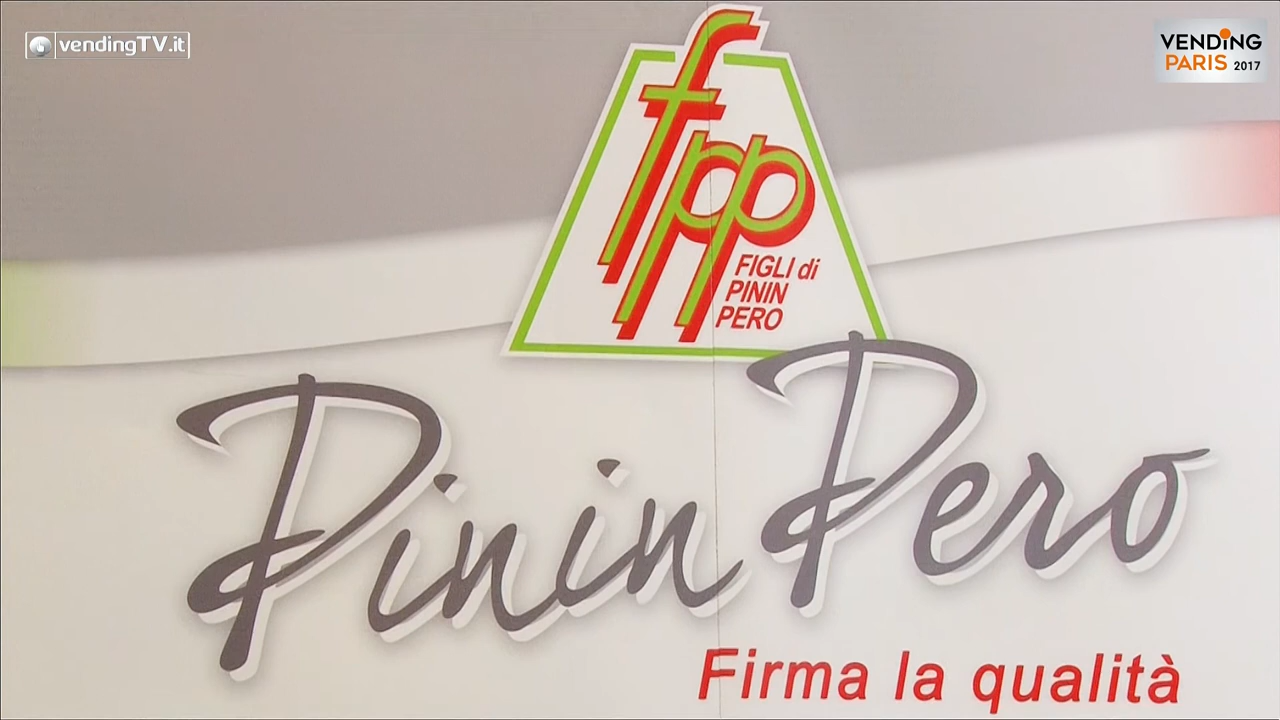 vendingTV.it
VENDING
PARIS 2017
fpp
FIGLI di
PININ
PERO
Pinin Pero
Firma la qualità